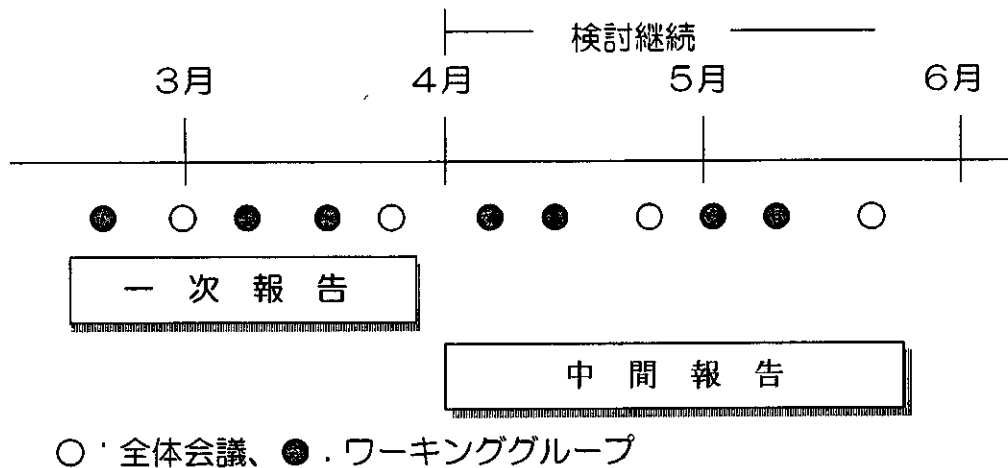 検討継続
3月 4月 5月 6月
一次報告
中間報告
○：全体会議、●：ワーキンググループ